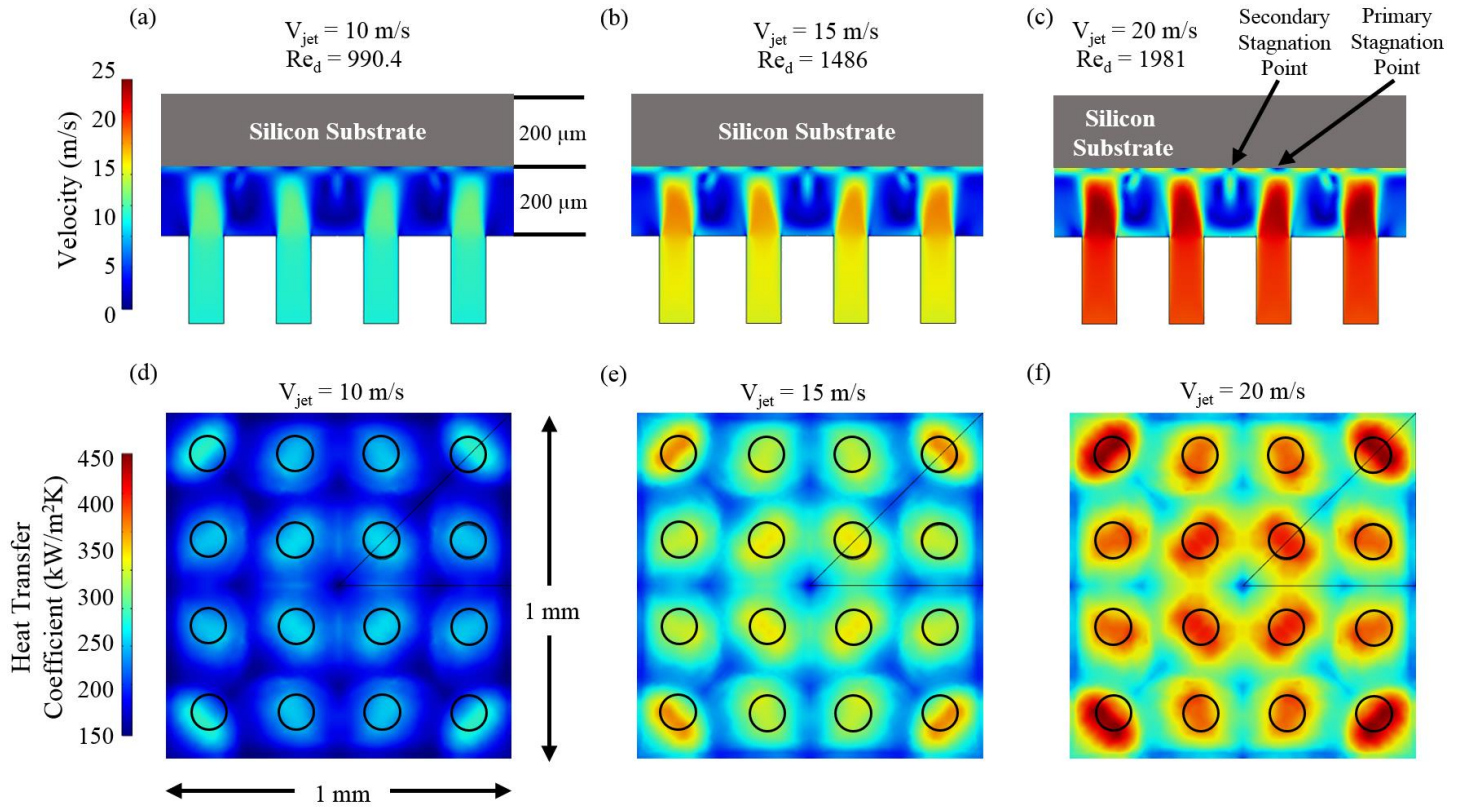 (a)
V_jet = 10 m/s
Re_d = 990.4
(b)
V_jet = 15 m/s
Re_d = 1486
(c)
V_jet = 20 m/s
Re_d = 1981
Secondary
Stagnation
Point
Primary
Stagnation
Point
Velocity (m/s)
25
20
15
10
5
0
Silicon Substrate
200 μm
200 μm
Silicon Substrate
Silicon
Substrate
(d)
V_jet = 10 m/s
(e)
V_jet = 15 m/s
(f)
V_jet = 20 m/s
Heat Transfer
Coefficient (kW/m²K)
450
400
350
300
250
200
150
1 mm
1 mm